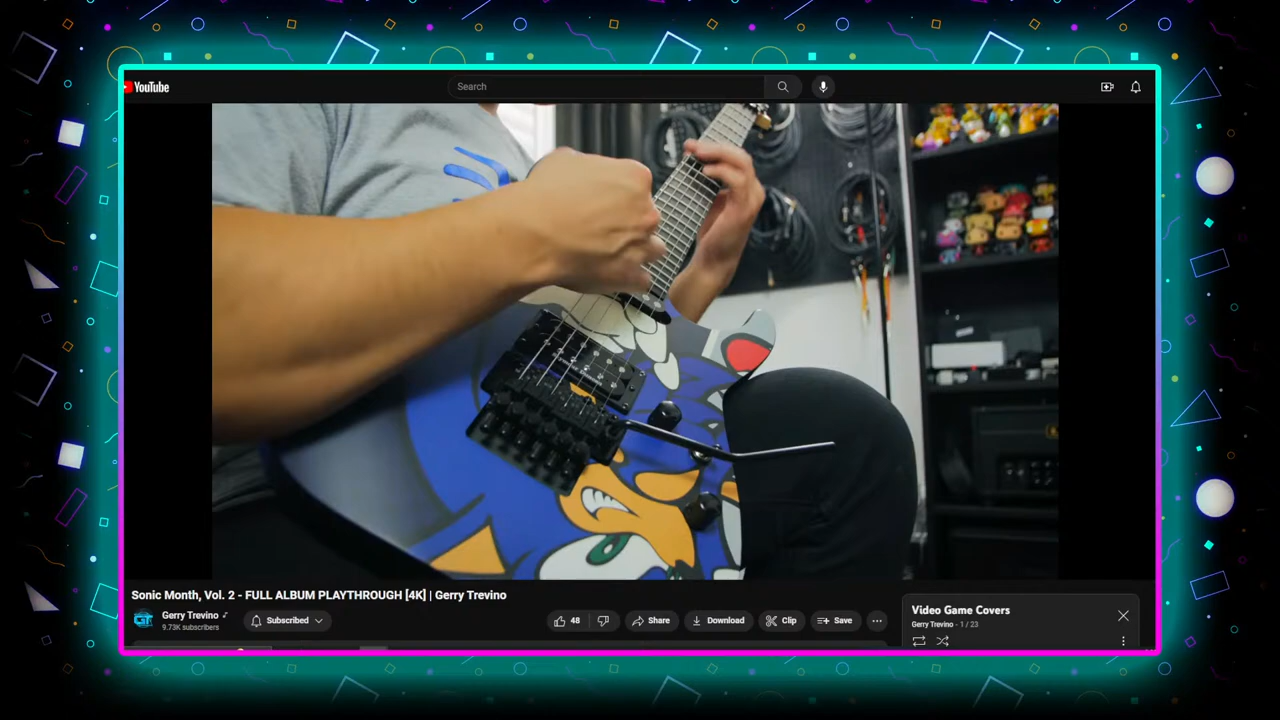 YouTube
Search
Sonic Month, Vol. 2 - FULL ALBUM PLAYTHROUGH [4K] | Gerry Trevino
GT
Gerry Trevino
9.73K subscribers
Subscribed
48
Share
Download
Clip
Save
Video Game Covers
Gerry Trevino - 1 / 23